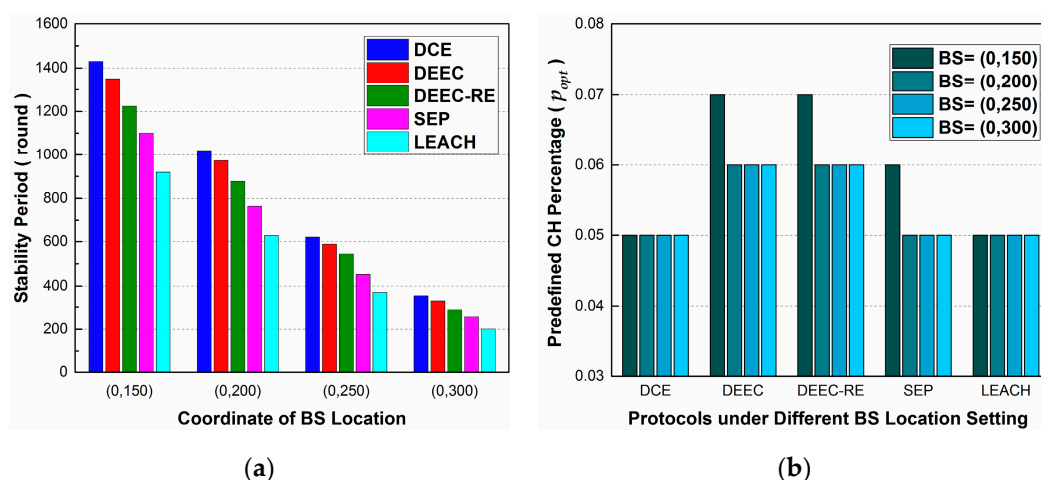 1600
1400
1200
1000
800
600
400
200
0
Stability Period ( round )
DCE
DEEC
DEEC-RE
SEP
LEACH
(0,150)
(0,200)
(0,250)
(0,300)
Coordinate of BS Location
(a)
0.08
0.07
0.06
0.05
0.04
0.03
Predefined CH Percentage ( p_opt )
BS= (0,150)
BS= (0,200)
BS= (0,250)
BS= (0,300)
DCE
DEEC
DEEC-RE
SEP
LEACH
Protocols under Different BS Location Setting
(b)